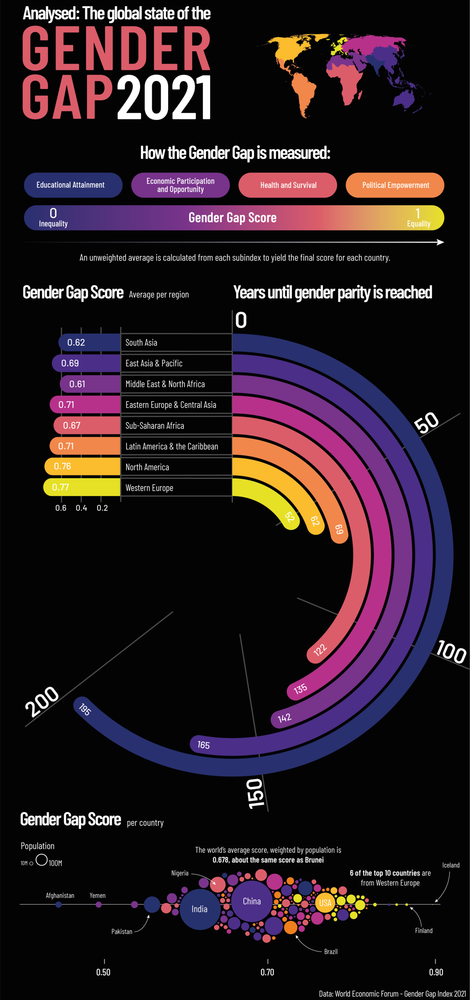 Analysed: The global state of the
GENDER
GAP 2021
How the Gender Gap is measured:
Educational Attainment
Economic Participation
and Opportunity
Health and Survival
Political Empowerment
0
Inequality
Gender Gap Score
1
Equality
An unweighted average is calculated from each subindex to yield the final score for each country.
Gender Gap Score Average per region
Years until gender parity is reached
0
0.62 South Asia
0.69 East Asia & Pacific
0.61 Middle East & North Africa
0.71 Eastern Europe & Central Asia
0.67 Sub-Saharan Africa
0.71 Latin America & the Caribbean
0.76 North America
0.77 Western Europe
0.6 0.4 0.2
50
52
62
69
100
122
135
142
200
195
165
150
Gender Gap Score per country
Population
10M 100M
The world's average score, weighted by population is
0.678, about the same score as Brunei
Iceland
Nigeria
6 of the top 10 countries are
from Western Europe
Afghanistan
Yemen
India
China
USA
Pakistan
Finland
Brazil
0.50
0.70
0.90
Data: World Economic Forum - Gender Gap Index 2021